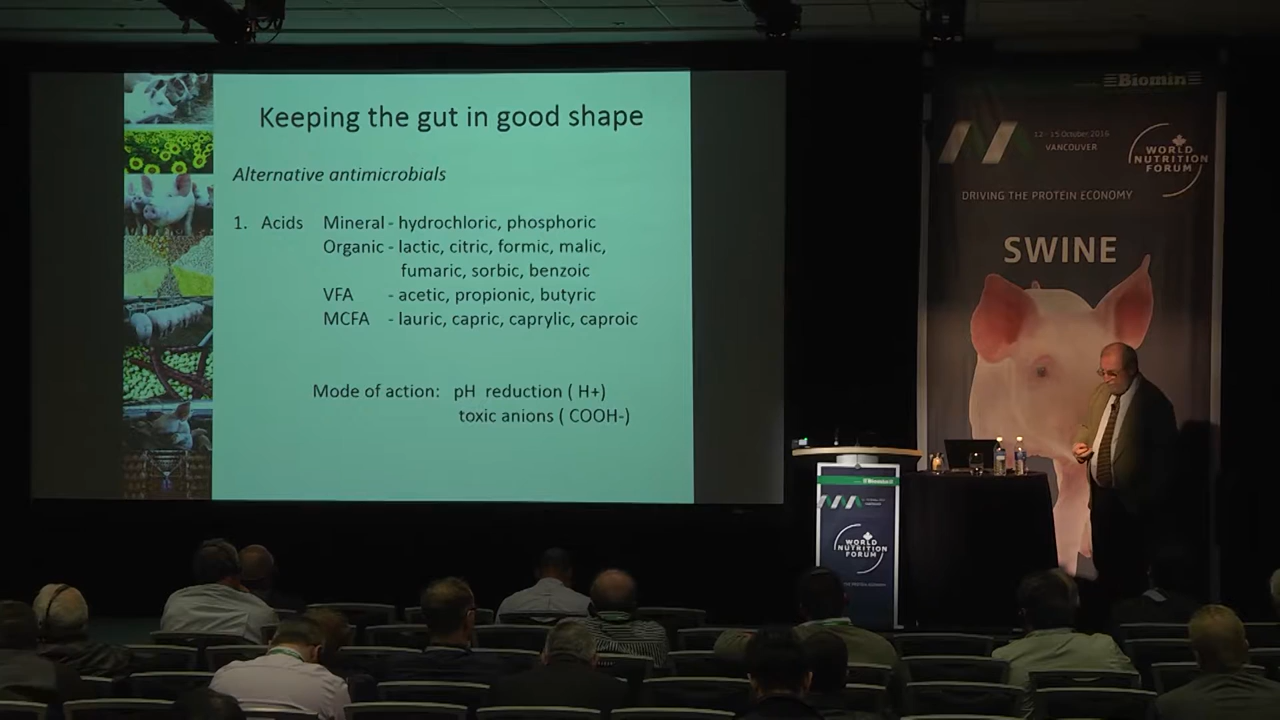 Keeping the gut in good shape
Alternative antimicrobials
1. Acids Mineral - hydrochloric, phosphoric
Organic - lactic, citric, formic, malic,
fumaric, sorbic, benzoic
VFA - acetic, propionic, butyric
MCFA - lauric, capric, caprylic, caproic
Mode of action: pH reduction ( H+)
toxic anions ( COOH-)
Biomin
12 - 15 October 2016
VANCOUVER
WORLD
NUTRITION
FORUM
DRIVING THE PROTEIN ECONOMY
SWINE
Biomin
WORLD
NUTRITION
FORUM